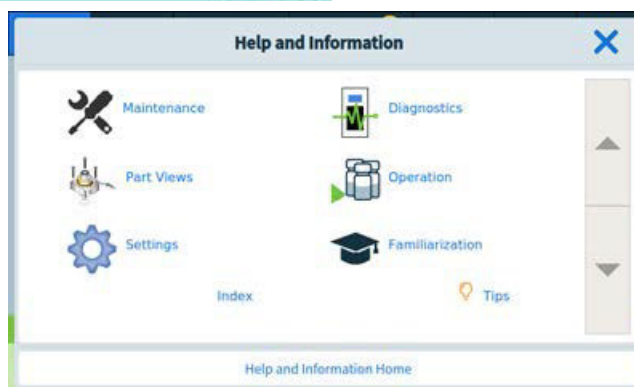 Help and Information
Maintenance
Diagnostics
Part Views
Operation
Settings
Familiarization
Index
Tips
Help and Information Home